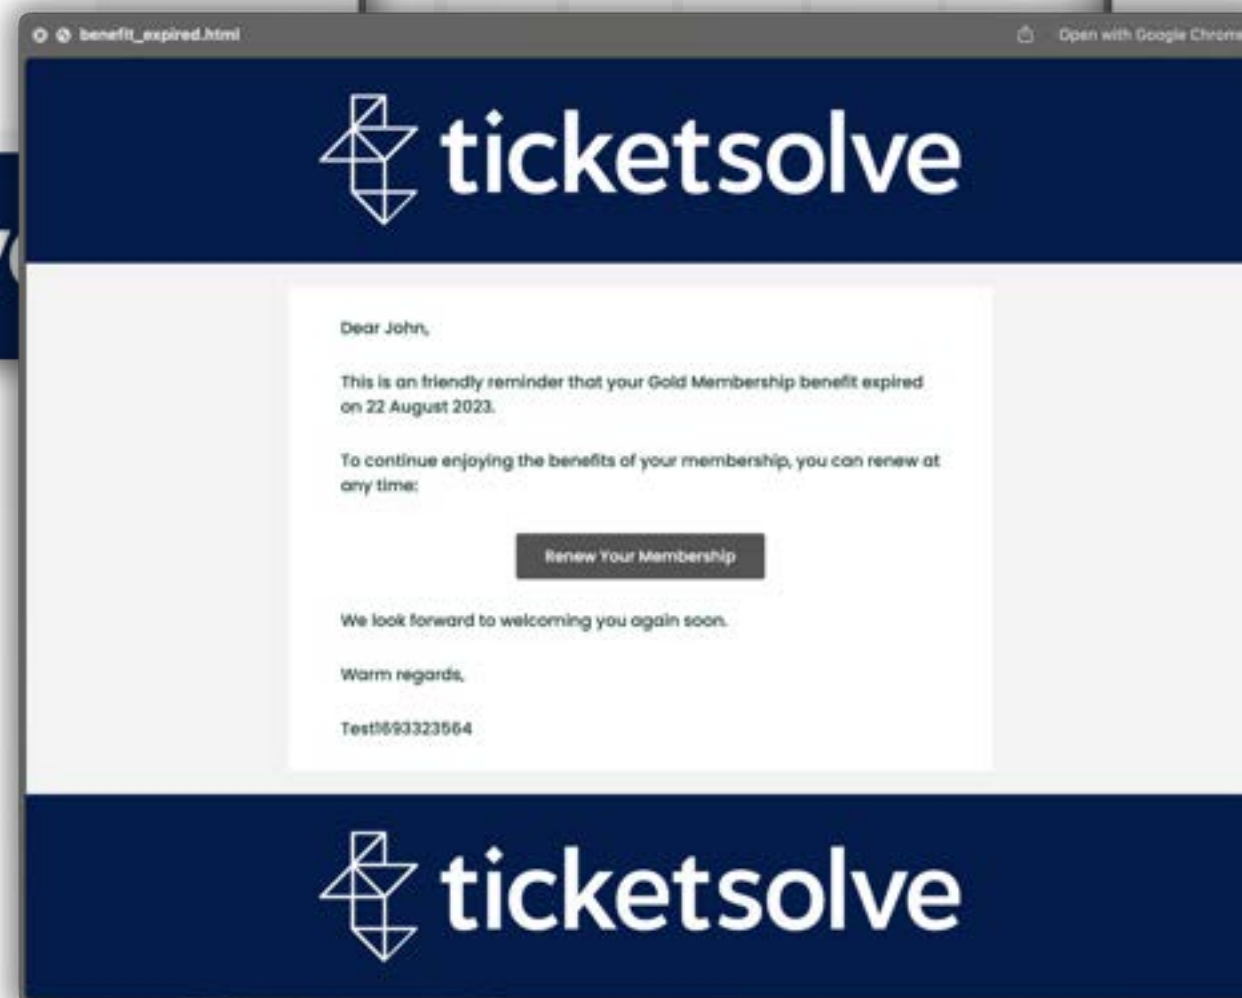 benefit_expired.html
Open with Google Chrome
ticketsolve
Dear John,
This is an friendly reminder that your Gold Membership benefit expired
on 22 August 2023.
To continue enjoying the benefits of your membership, you can renew at
any time:
Renew Your Membership
We look forward to welcoming you again soon.
Warm regards,
Test1693323564
ticketsolve